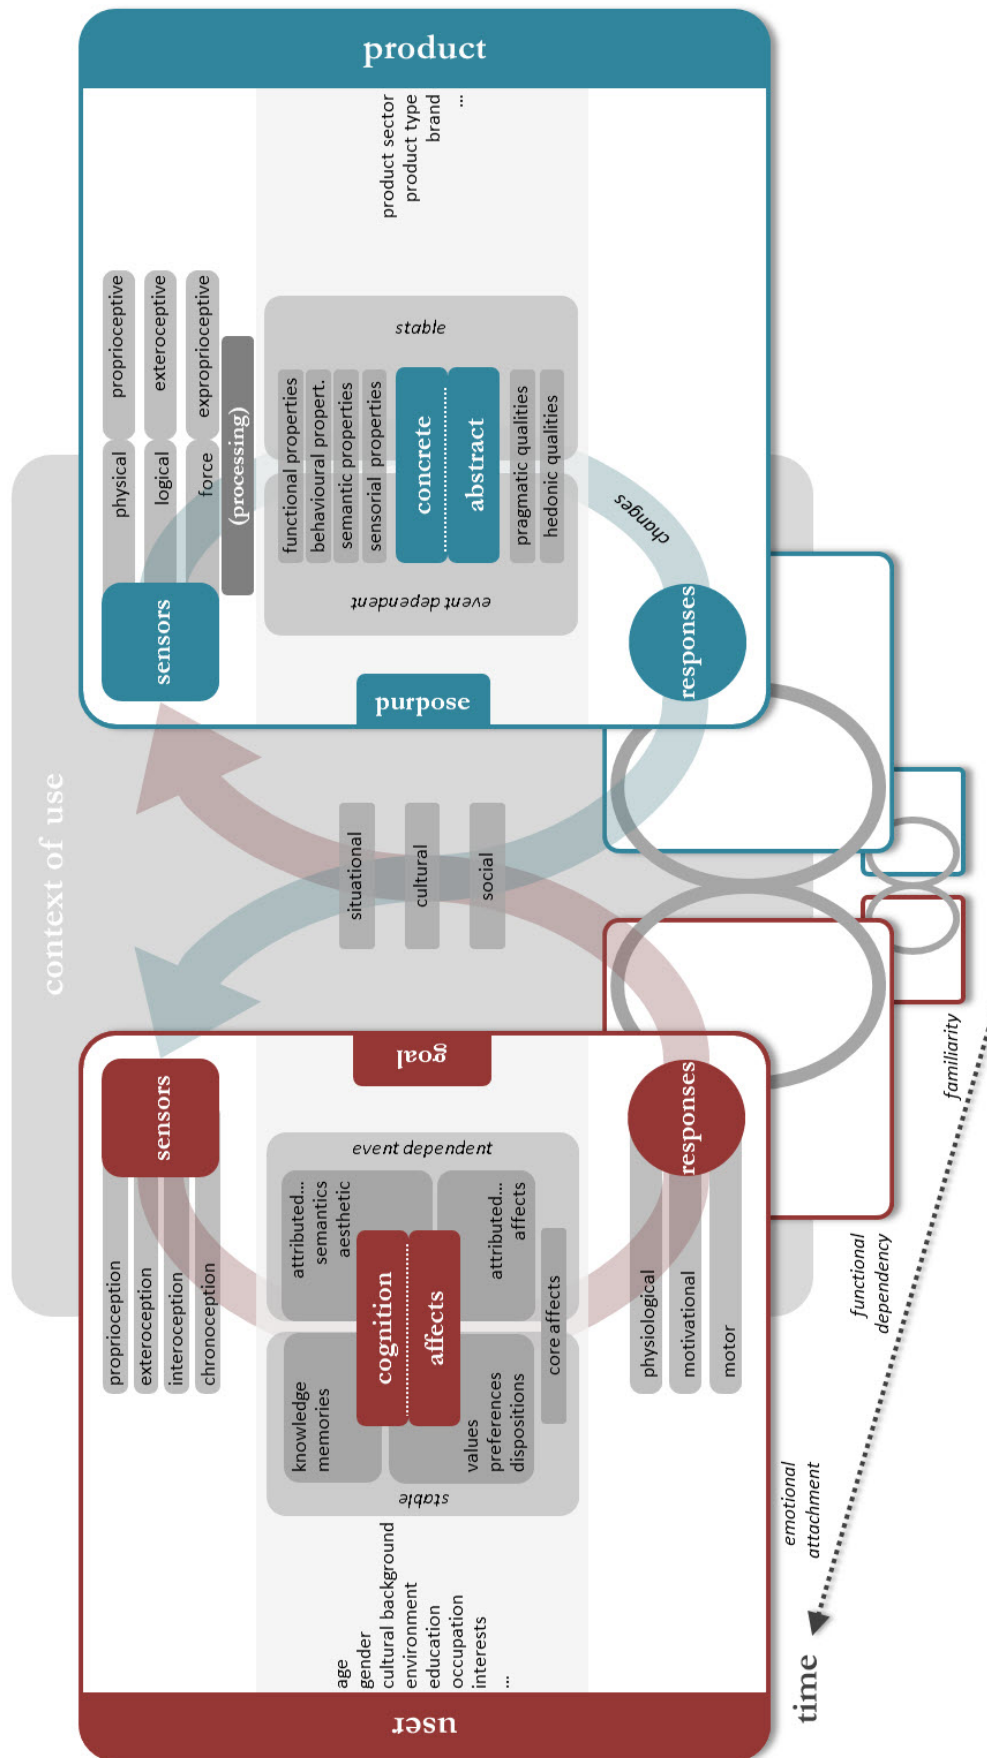 context of use
user
age
gender
cultural background
environment
education
occupation
interests
...
proprioception
exteroception
interoception
chronoception
sensors
stable
knowledge
memories
values
preferences
dispositions
cognition
affects
attributed...
semantics
aesthetic
attributed...
affects
core affects
event dependent
goal
physiological
motivational
motor
responses
situational
cultural
social
product
sensors
physical
logical
force
proprioceptive
exteroceptive
exproprioceptive
(processing)
purpose
event dependent
functional properties
behavioural propert.
semantic properties
sensorial properties
concrete
abstract
pragmatic qualities
hedonic qualities
stable
product sector
product type
brand
...
responses
changes
time
emotional
attachment
functional
dependency
familiarity